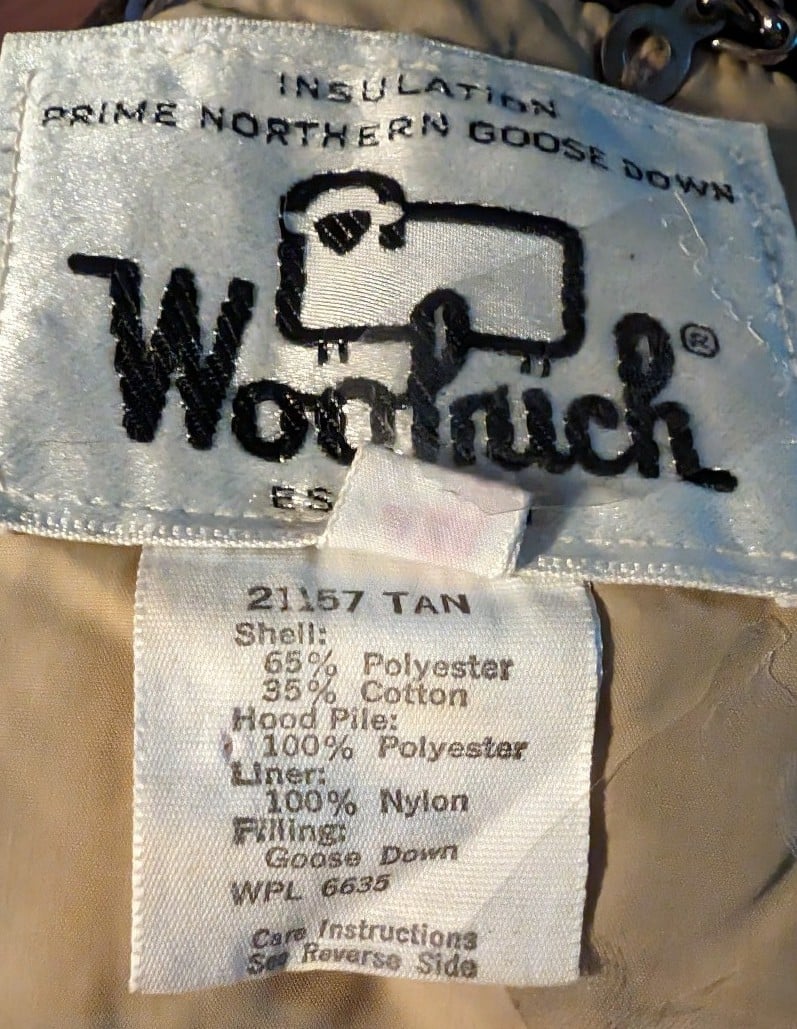 INSULATION
PRIME NORTHERN GOOSE DOWN
Woolrich®
ES
21157 TAN
Shell:
65% Polyester
35% Cotton
Hood Pile:
100% Polyester
Liner:
100% Nylon
Filling:
Goose Down
WPL 6635
Care Instructions
See Reverse Side